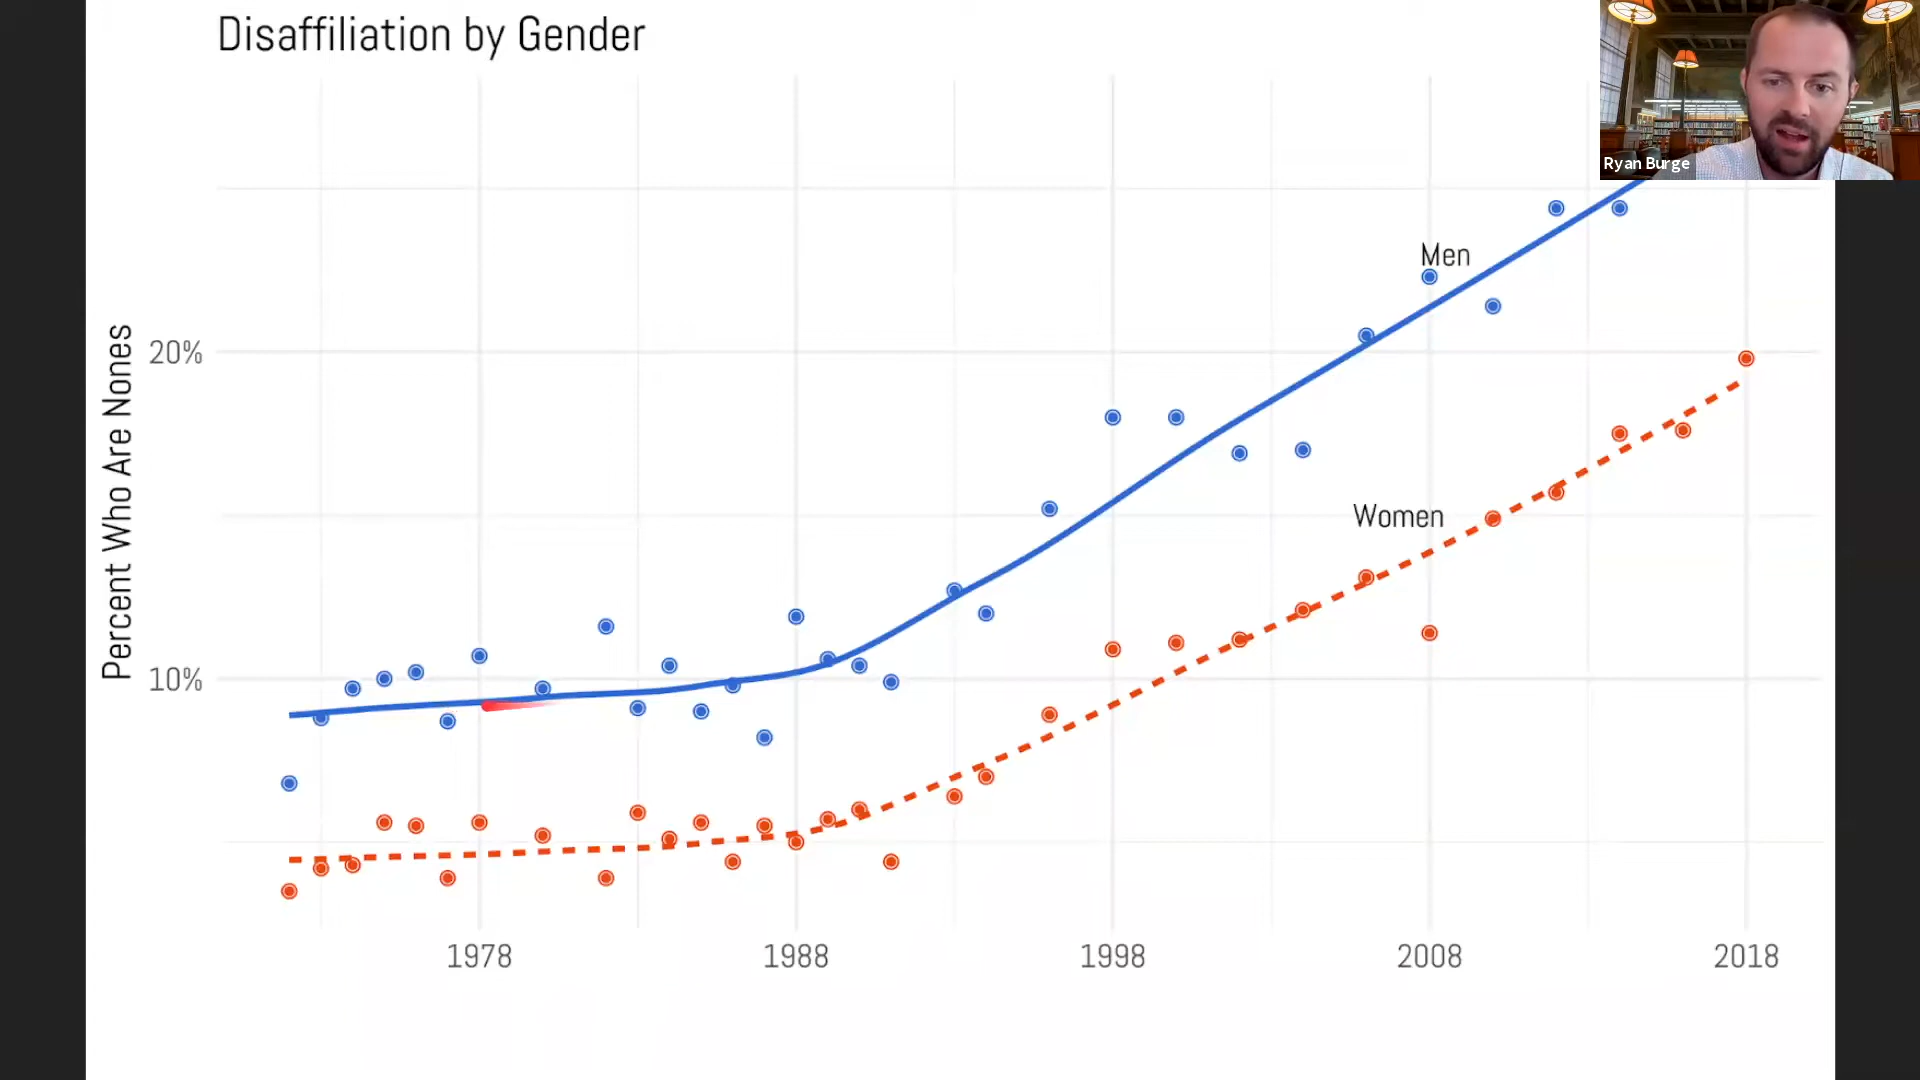 Disaffiliation by Gender
Ryan Burge
Men
Percent Who Are Nones
20%
Women
10%
1978
1988
1998
2008
2018